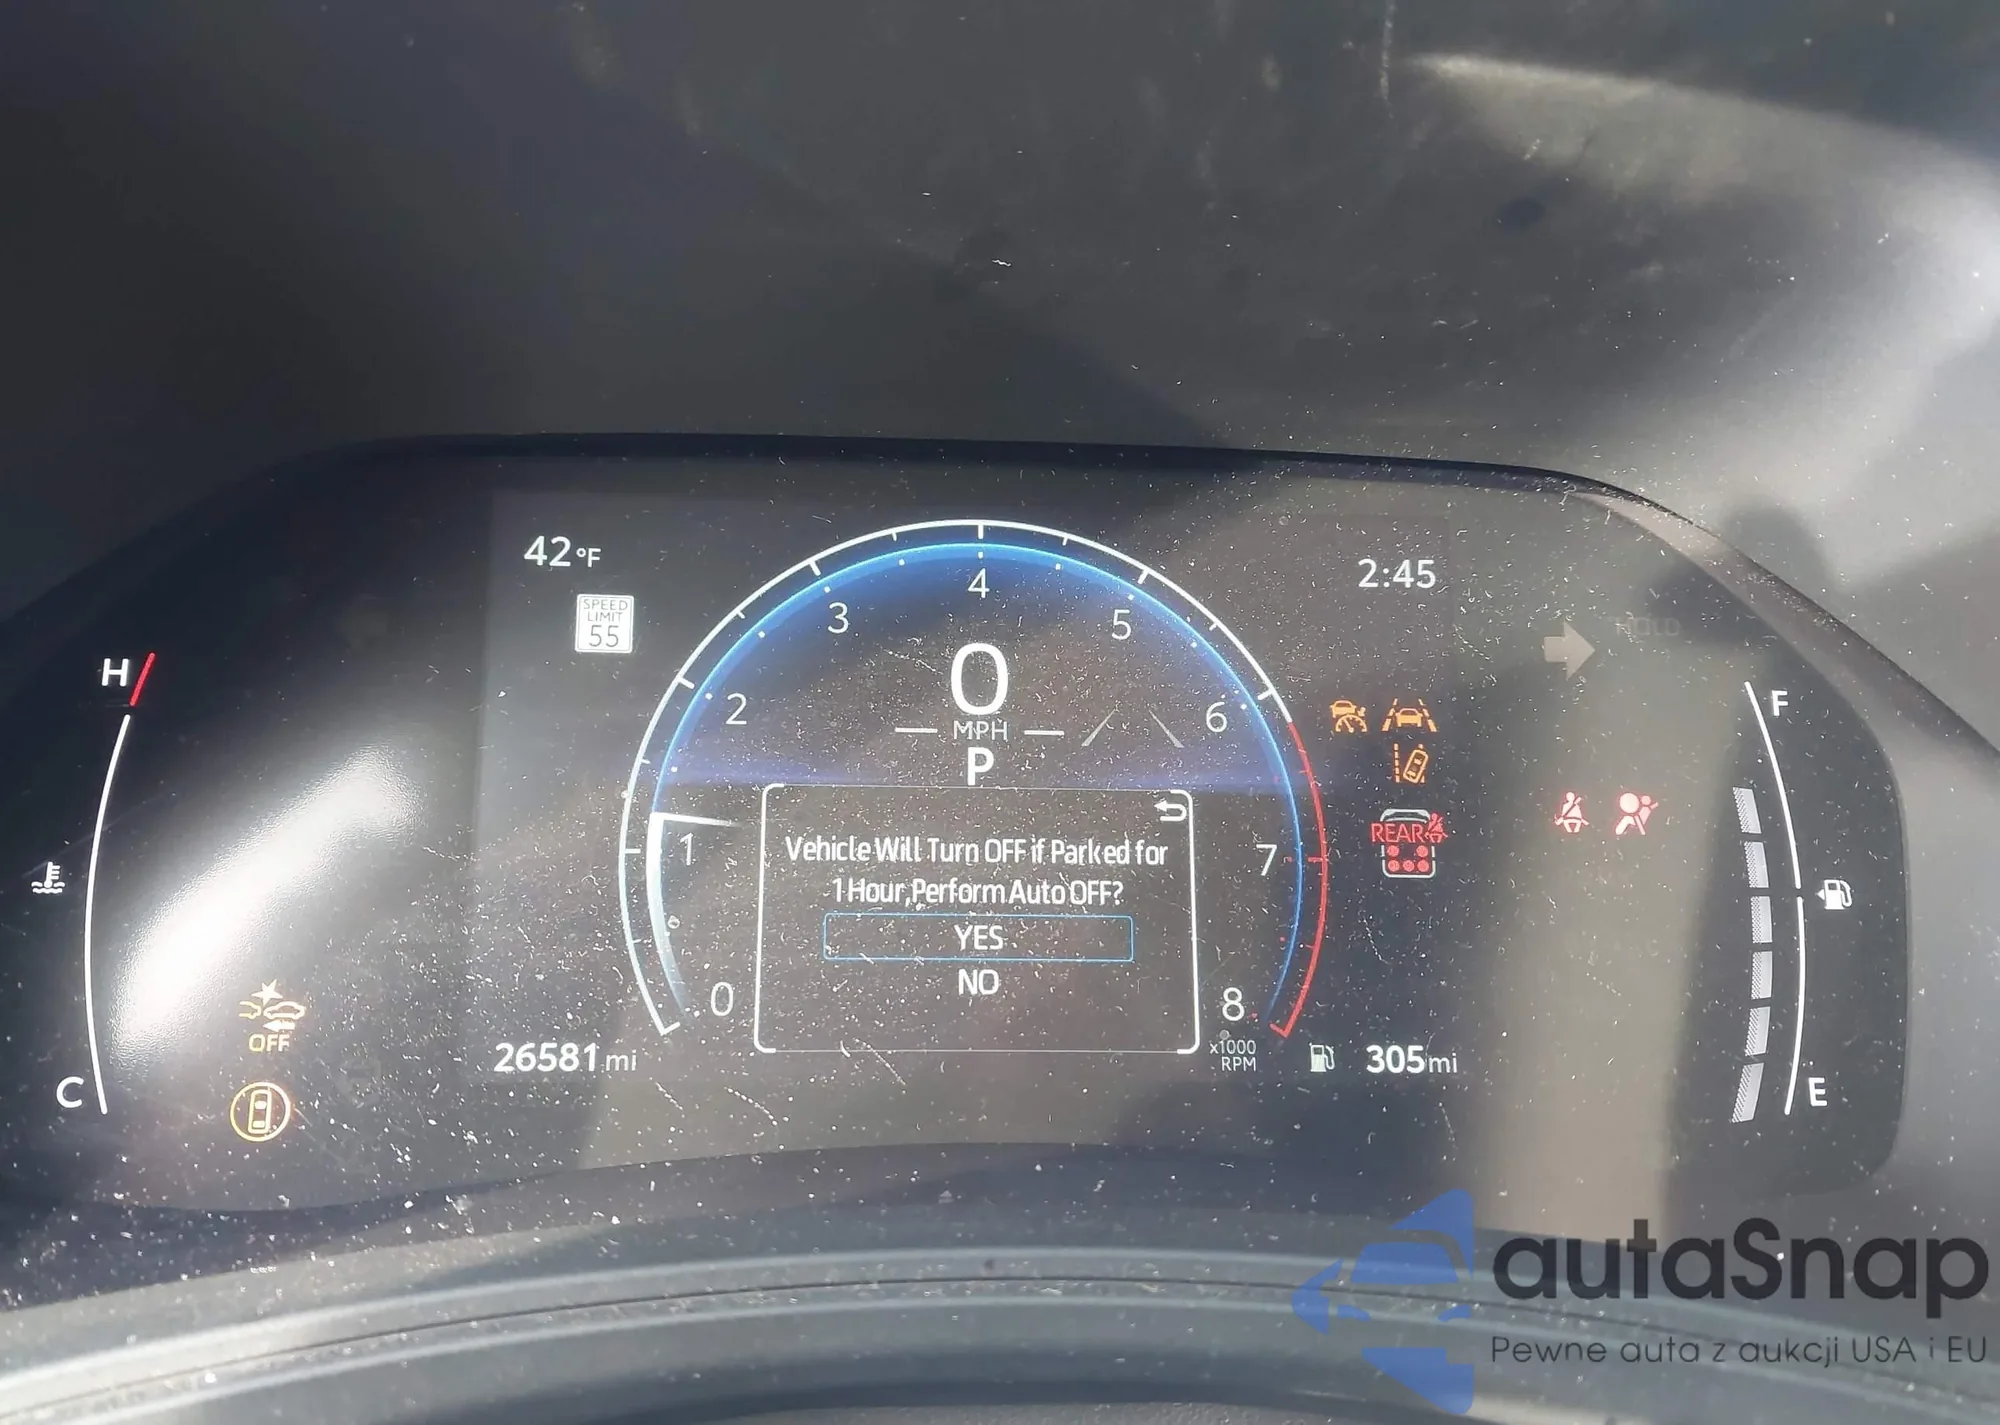 42°F
2:45
SPEED
LIMIT
55
HOLD
H
F
0
1
2
3
4
5
6
7
8
0
MPH
P
REAR
Vehicle Will Turn OFF if Parked for
1 Hour,Perform Auto OFF?
YES
NO
OFF
26581 mi
x1000
RPM
305mi
C
E
autaSnap
Pewne auta z aukcji USA i EU